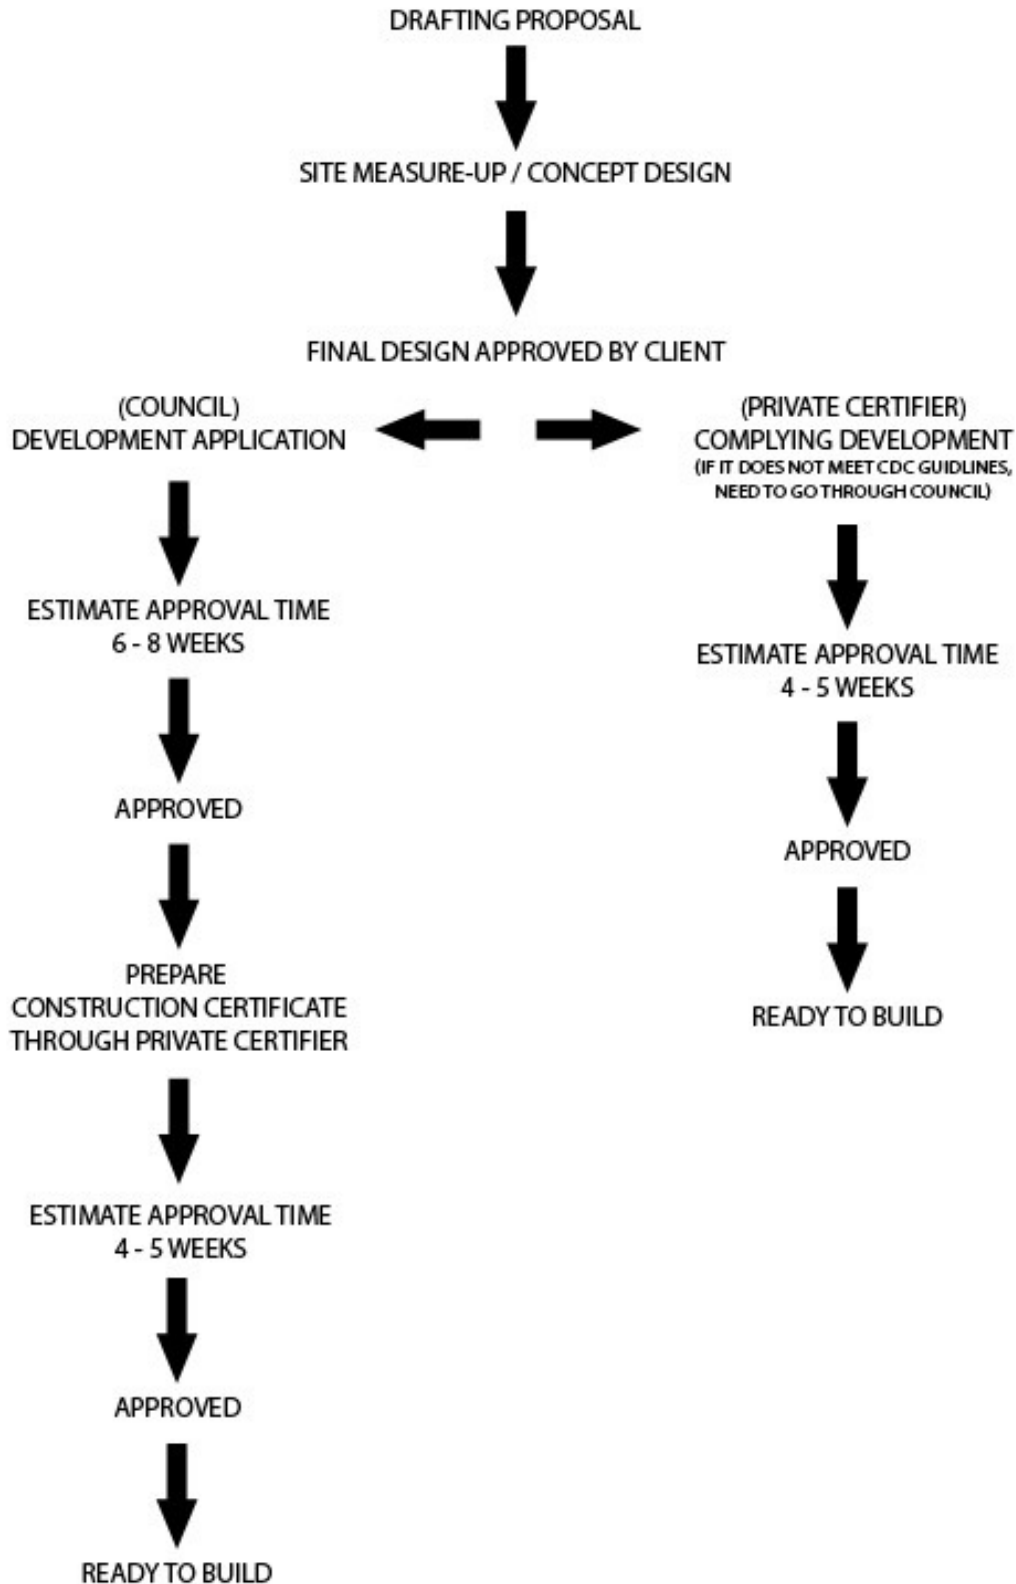 DRAFTING PROPOSAL
SITE MEASURE-UP / CONCEPT DESIGN
FINAL DESIGN APPROVED BY CLIENT
(COUNCIL)
DEVELOPMENT APPLICATION
ESTIMATE APPROVAL TIME
6 - 8 WEEKS
APPROVED
PREPARE
CONSTRUCTION CERTIFICATE
THROUGH PRIVATE CERTIFIER
ESTIMATE APPROVAL TIME
4 - 5 WEEKS
APPROVED
READY TO BUILD
(PRIVATE CERTIFIER)
COMPLYING DEVELOPMENT
(IF IT DOES NOT MEET CDC GUIDLINES,
NEED TO GO THROUGH COUNCIL)
ESTIMATE APPROVAL TIME
4 - 5 WEEKS
APPROVED
READY TO BUILD